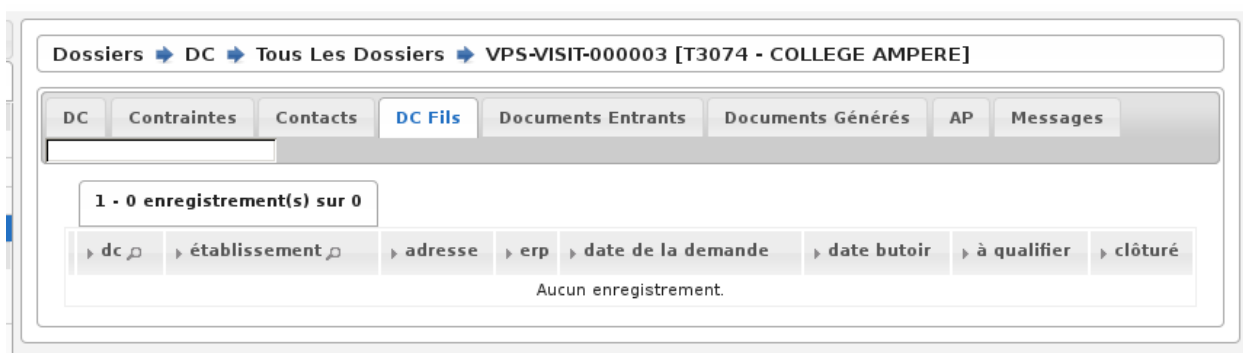 Dossiers DC Tous Les Dossiers VPS-VISIT-000003 [T3074 - COLLEGE AMPERE]
DC Contraintes Contacts DC Fils Documents Entrants Documents Générés AP Messages
1 - 0 enregistrement(s) sur 0
dc établissement adresse erp date de la demande date butoir à qualifier clôturé
Aucun enregistrement.